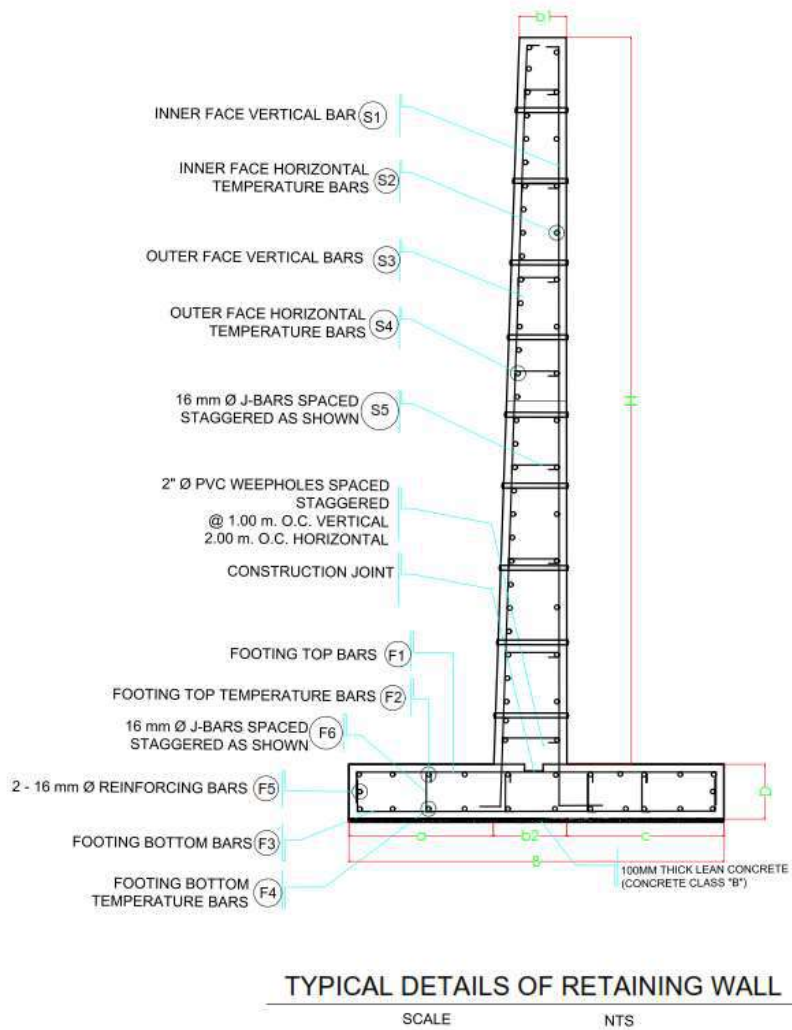 b1
INNER FACE VERTICAL BAR S1
INNER FACE HORIZONTAL
TEMPERATURE BARS S2
OUTER FACE VERTICAL BARS S3
OUTER FACE HORIZONTAL
TEMPERATURE BARS S4
H
16 mm Ø J-BARS SPACED
STAGGERED AS SHOWN S5
2" Ø PVC WEEPHOLES SPACED
STAGGERED
@ 1.00 m. O.C. VERTICAL
2.00 m. O.C. HORIZONTAL
CONSTRUCTION JOINT
FOOTING TOP BARS F1
FOOTING TOP TEMPERATURE BARS F2
16 mm Ø J-BARS SPACED
STAGGERED AS SHOWN F6
2 - 16 mm Ø REINFORCING BARS F5
D
FOOTING BOTTOM BARS F3
a b2 c
B
FOOTING BOTTOM
TEMPERATURE BARS F4
100MM THICK LEAN CONCRETE
(CONCRETE CLASS "B")
TYPICAL DETAILS OF RETAINING WALL
SCALE NTS